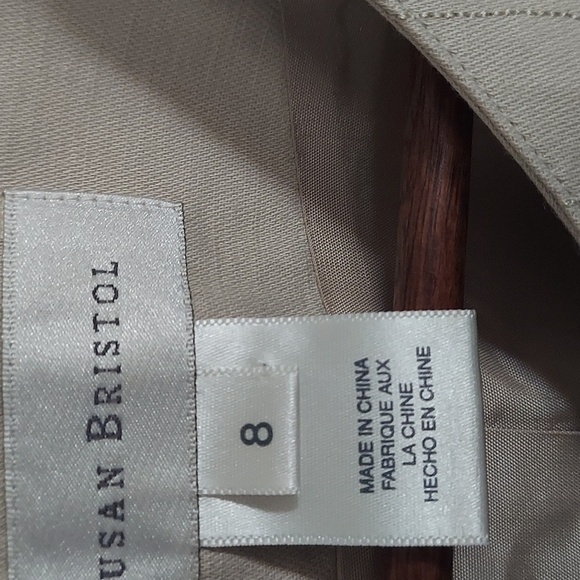 USAN BRISTOL
8
MADE IN CHINA
FABRIQUE AUX
LA CHINE
HECHO EN CHINE